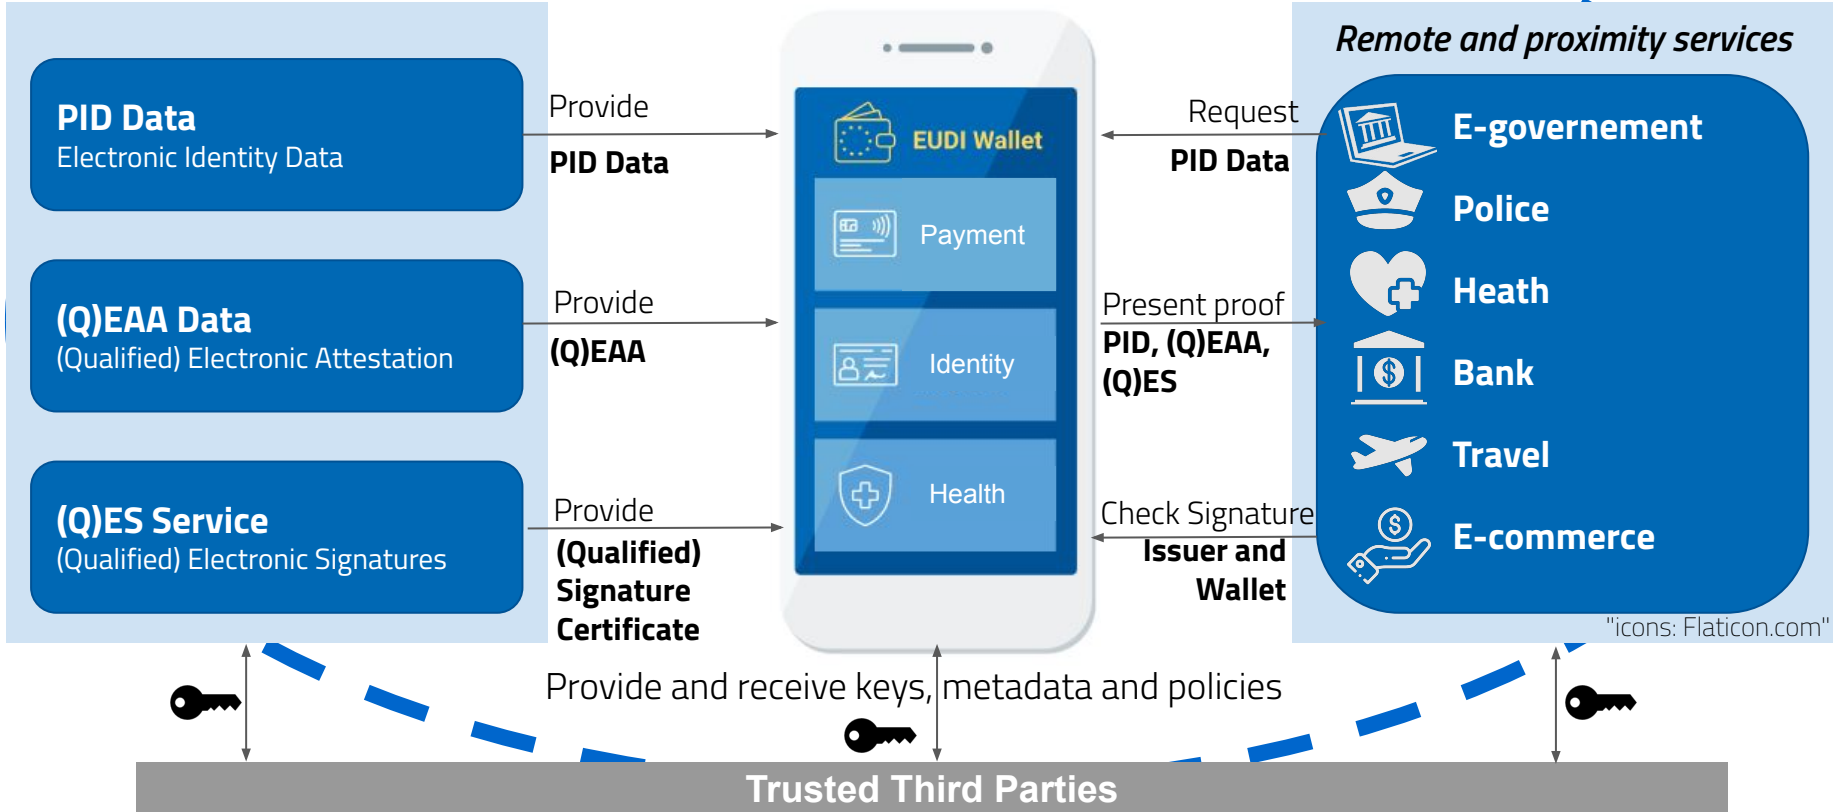 PID Data
Electronic Identity Data
(Q)EAA Data
(Qualified) Electronic Attestation
(Q)ES Service
(Qualified) Electronic Signatures
Provide
PID Data
Provide
(Q)EAA
Provide
(Qualified)
Signature
Certificate
EUDI Wallet
Payment
Identity
Health
Request
PID Data
Present proof
PID, (Q)EAA,
(Q)ES
Check Signature
Issuer and
Wallet
Remote and proximity services
E-governement
Police
Heath
Bank
Travel
E-commerce
"icons: Flaticon.com"
Provide and receive keys, metadata and policies
Trusted Third Parties